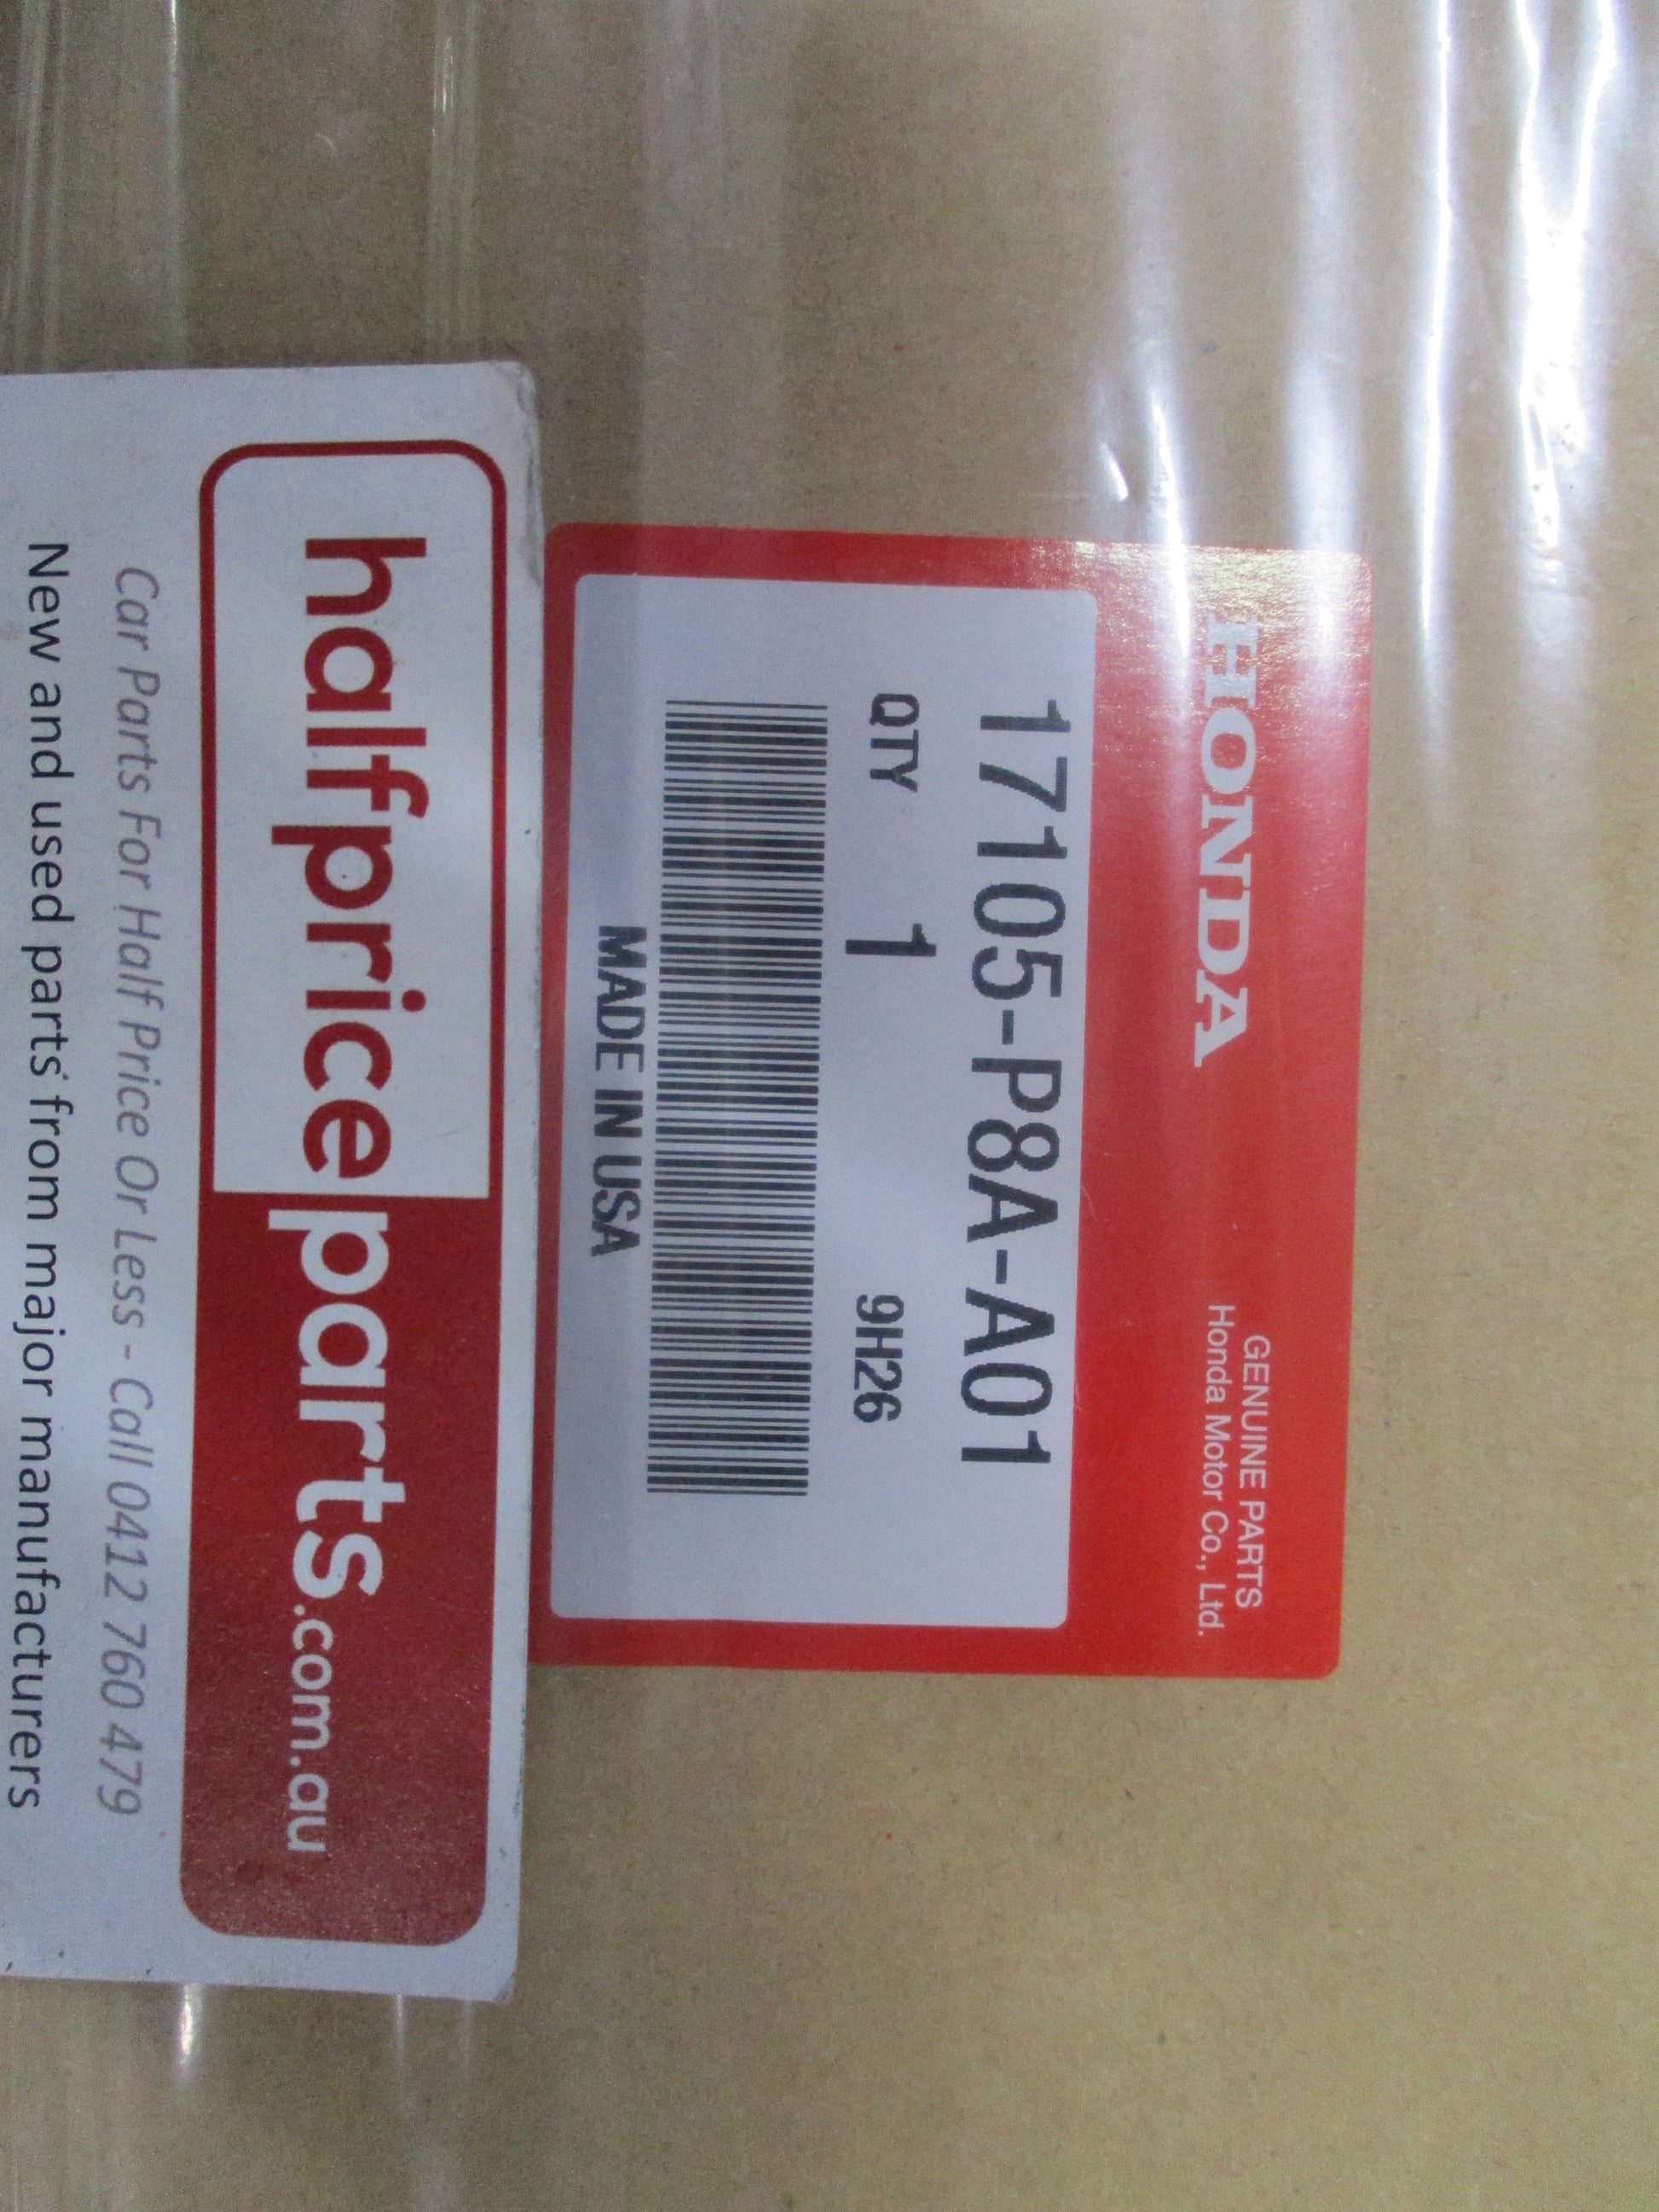 HONDA
GENUINE PARTS
Honda Motor Co., Ltd.
17105-P8A-A01
QTY 1 9H26
MADE IN USA
halfpriceparts.com.au
Car Parts For Half Price Or Less - Call 0412 760 479
New and used parts from major manufacturers